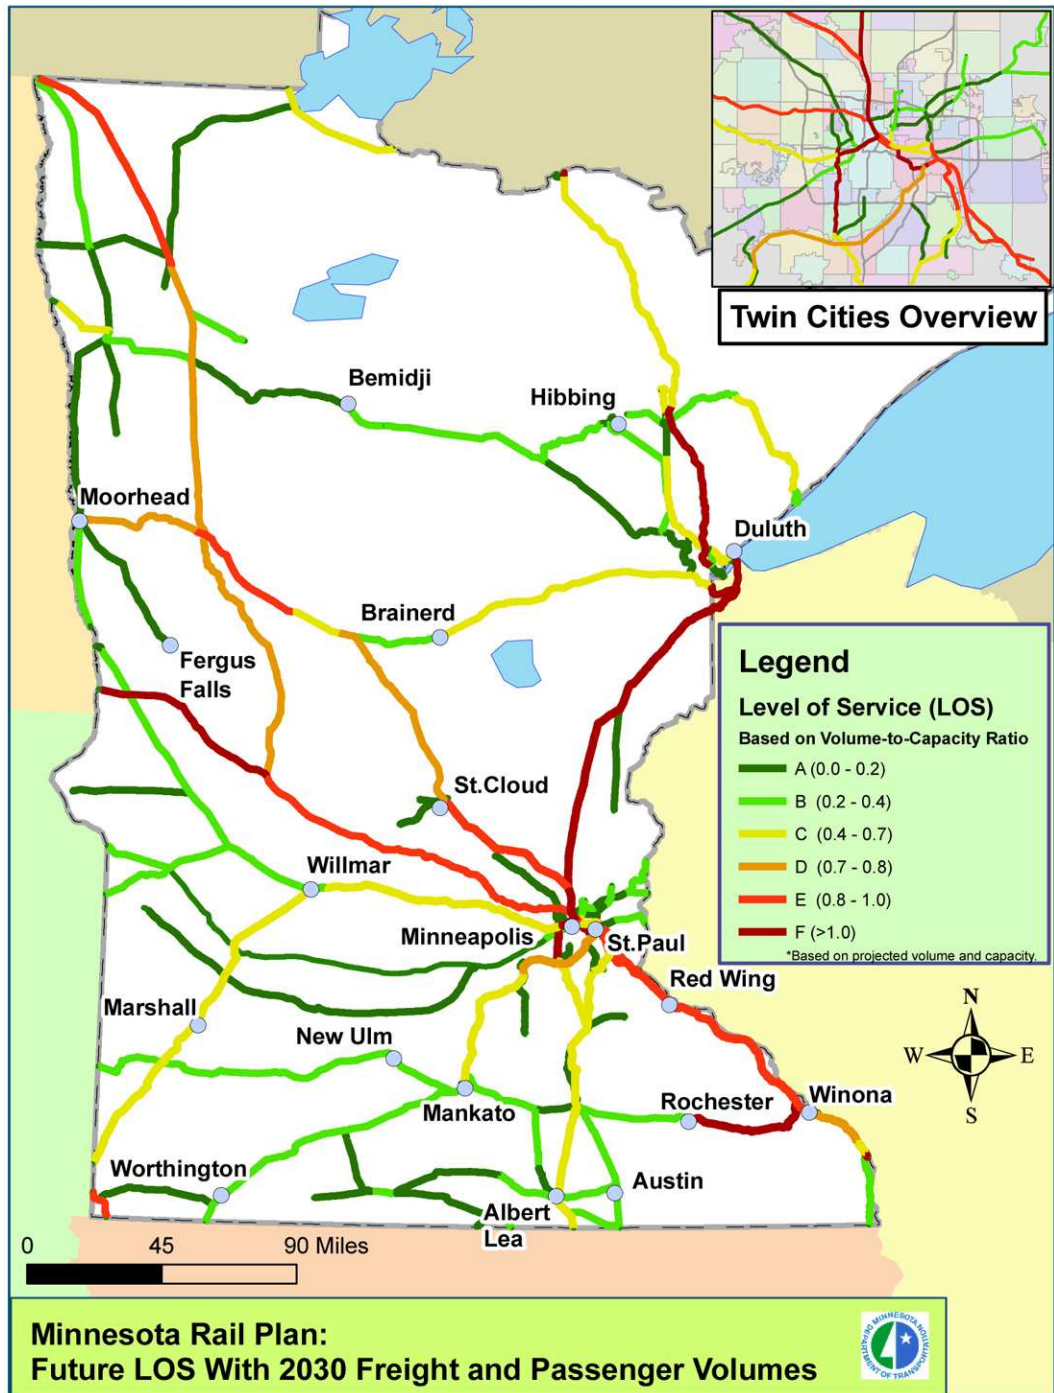 Twin Cities Overview
Bemidji
Hibbing
Moorhead
Duluth
Brainerd
Fergus
Falls
St.Cloud
Willmar
Minneapolis
St.Paul
Red Wing
Marshall
New Ulm
Mankato
Rochester
Winona
Worthington
Austin
Albert
Lea
Legend
Level of Service (LOS)
Based on Volume-to-Capacity Ratio
A (0.0 - 0.2)
B (0.2 - 0.4)
C (0.4 - 0.7)
D (0.7 - 0.8)
E (0.8 - 1.0)
F (>1.0)
*Based on projected volume and capacity.
N
W E
S
0 45 90 Miles
Minnesota Rail Plan:
Future LOS With 2030 Freight and Passenger Volumes
MINNESOTA DEPARTMENT OF TRANSPORTATION